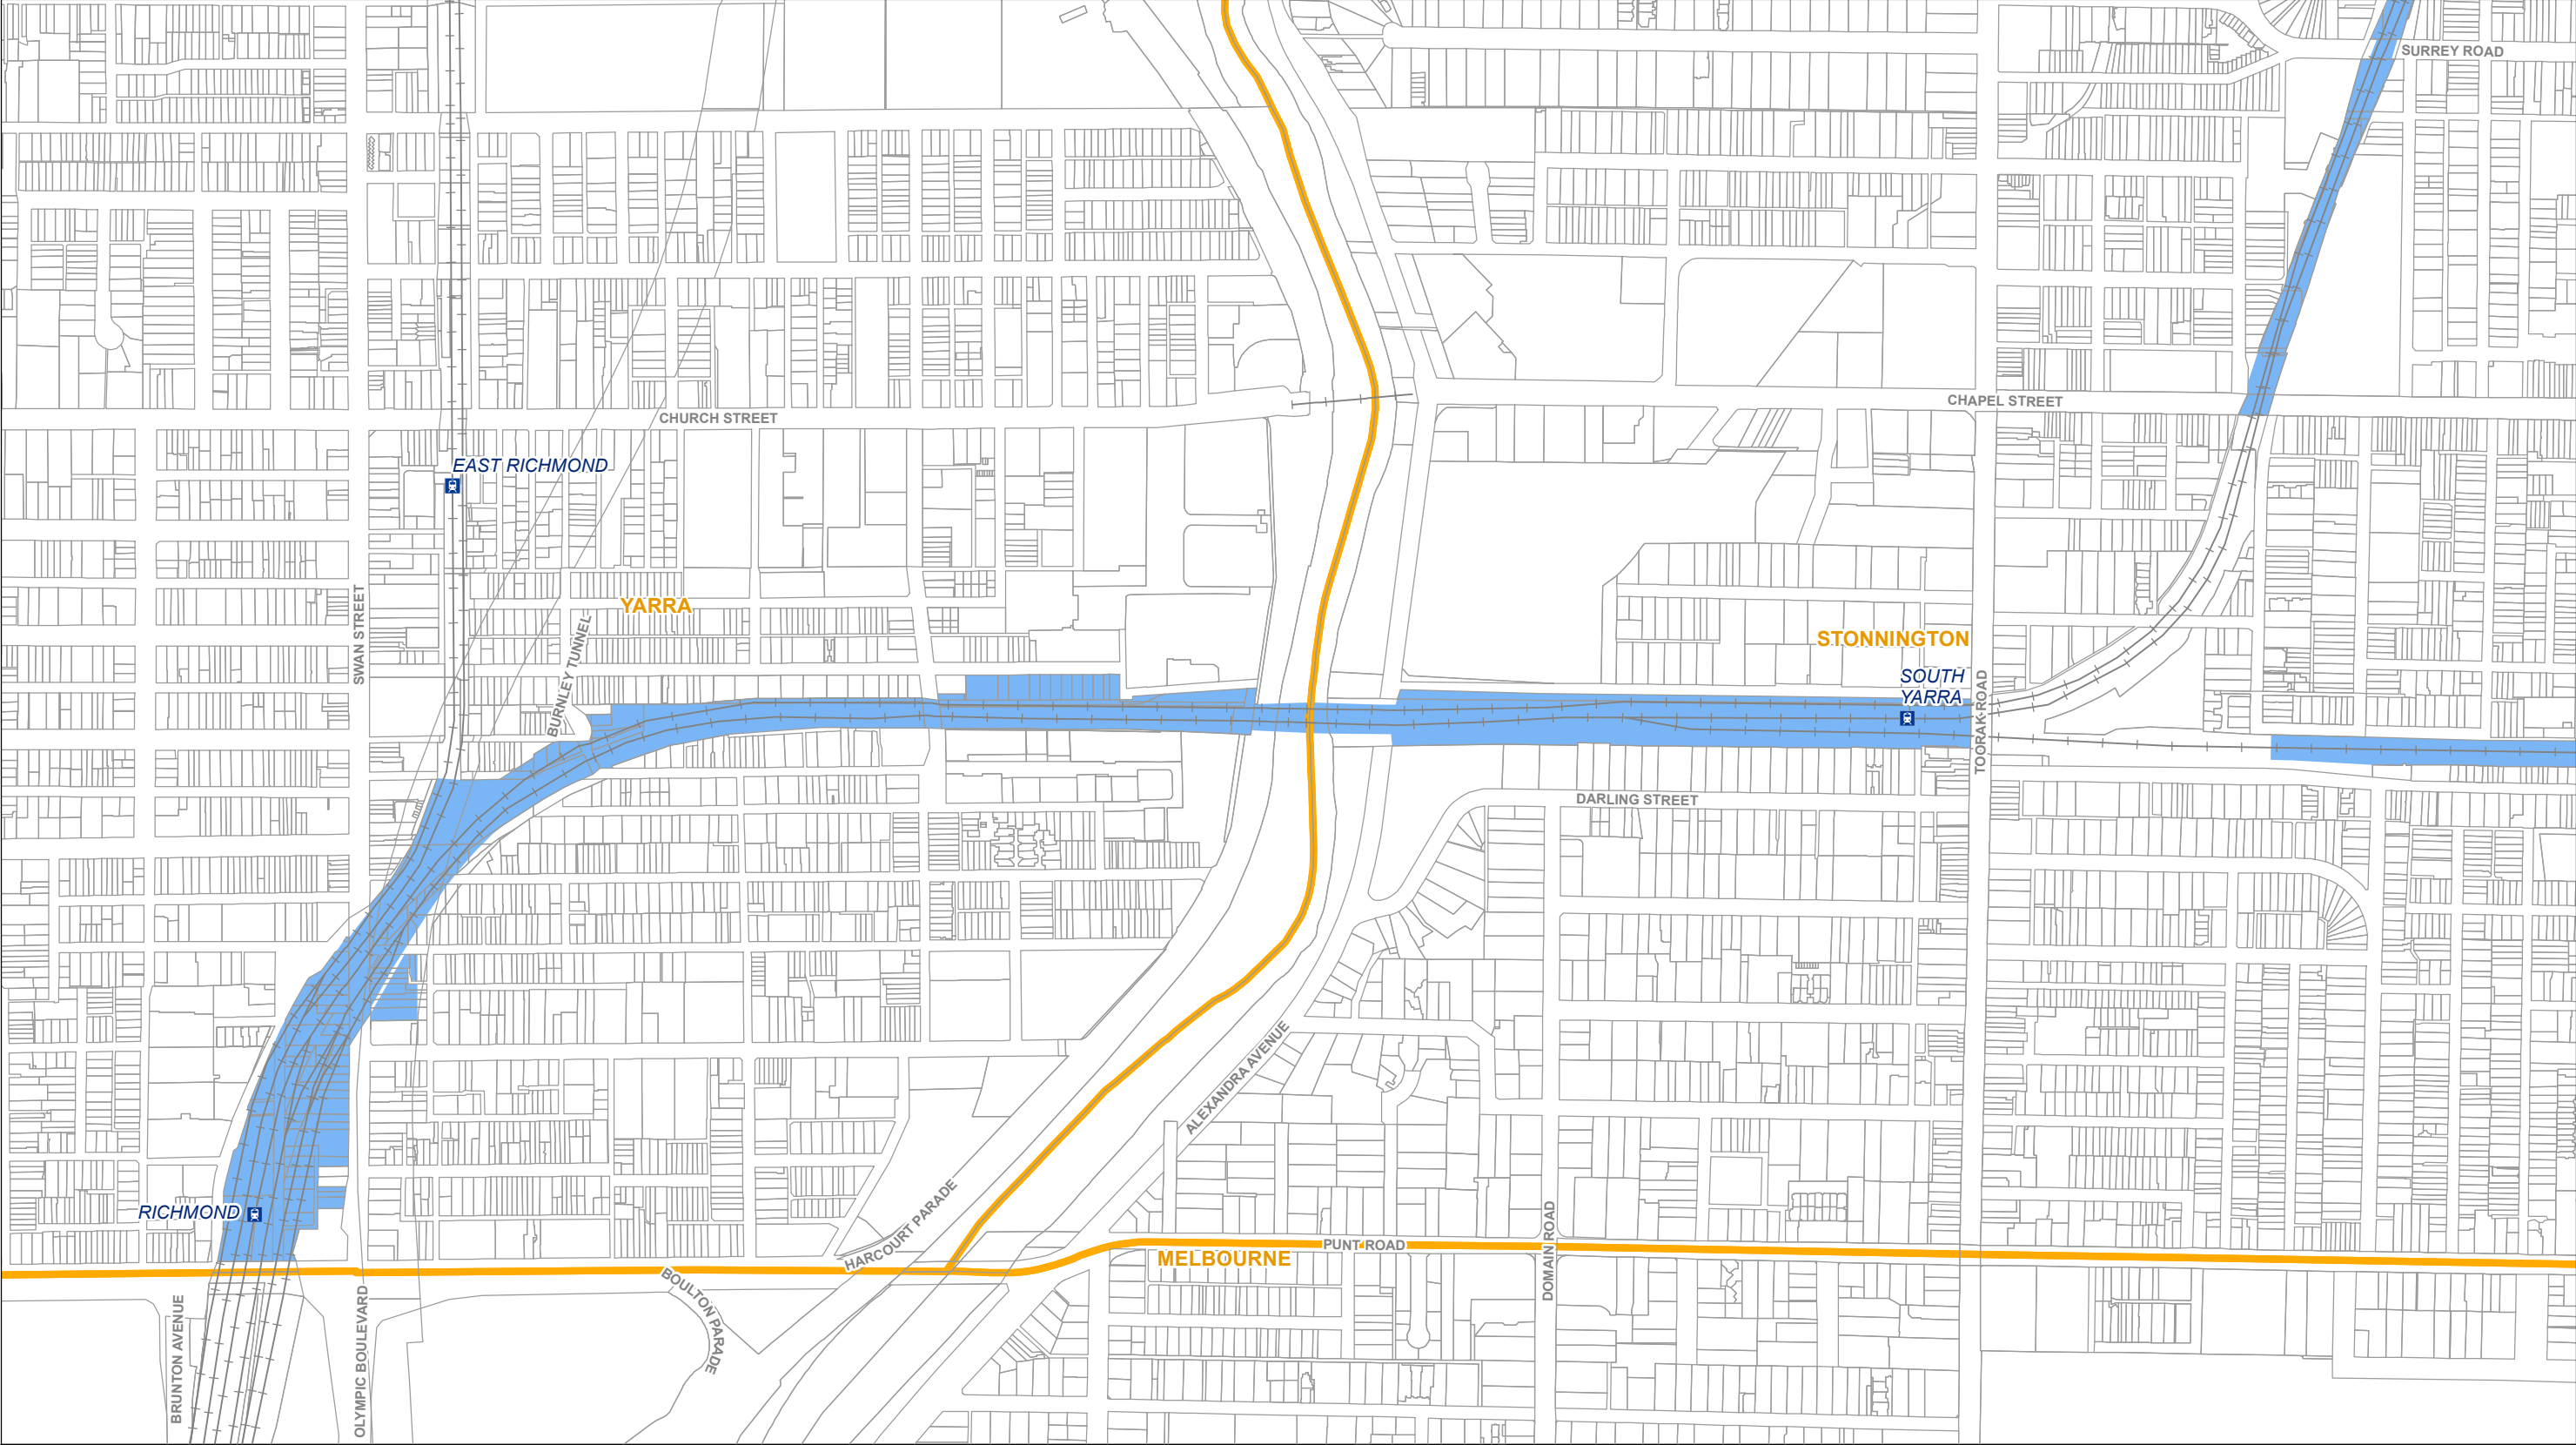 SURREY ROAD
CHAPEL STREET
CHURCH STREET
EAST RICHMOND
SWAN STREET
YARRA
BURNLEY TUNNEL
STONNINGTON
SOUTH
YARRA
TOORAK ROAD
DARLING STREET
ALEXANDRA AVENUE
RICHMOND
HARCOURT PARADE
DOMAIN ROAD
PUNT ROAD
MELBOURNE
BOULTON PARADE
BRUNTON AVENUE
OLYMPIC BOULEVARD